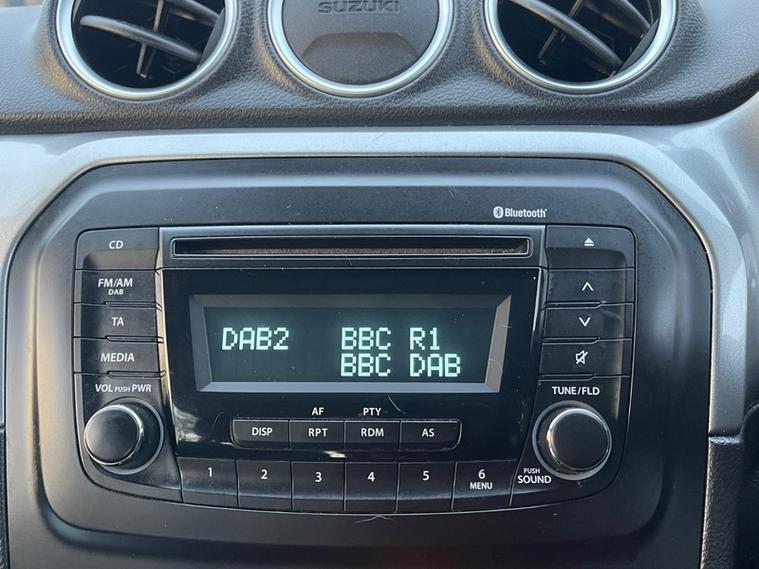 SUZUKI
Bluetooth
CD
FM/AM
DAB
TA
MEDIA
VOL PUSH PWR
DAB2 BBC R1
BBC DAB
TUNE/FLD
AF PTY
DISP RPT RDM AS
1 2 3 4 5 6
MENU
PUSH
SOUND